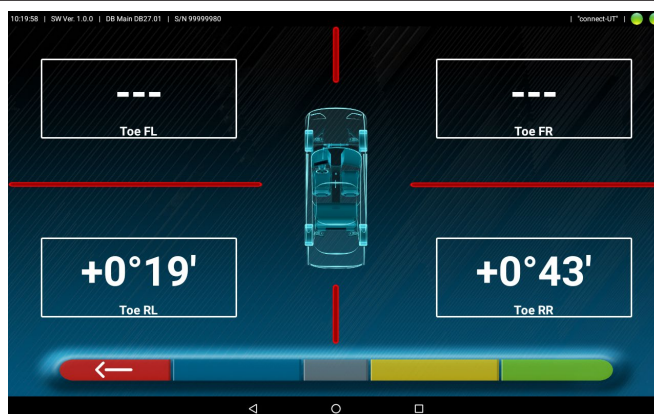 10:19:58 | SW Ver. 1.0.0 | DB Main DB27.01 | S/N 99999980 | "connect-UT" |
--- ---
Toe FL Toe FR
+0°19' +0°43'
Toe RL Toe RR